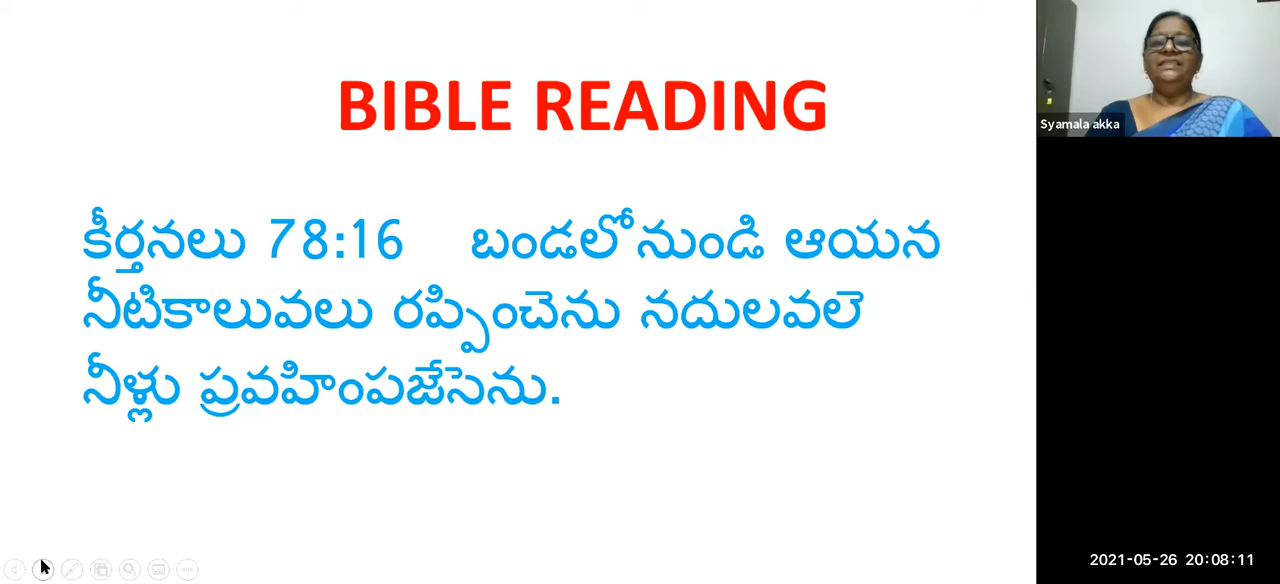 BIBLE READING
కీర్తనలు 78:16 బండలోనుండి ఆయన
నీటికాలువలు రప్పించెను నదులవలె
నీళ్లు ప్రవహింపజేసెను.
Syamala akka
2021-05-26 20:08:11